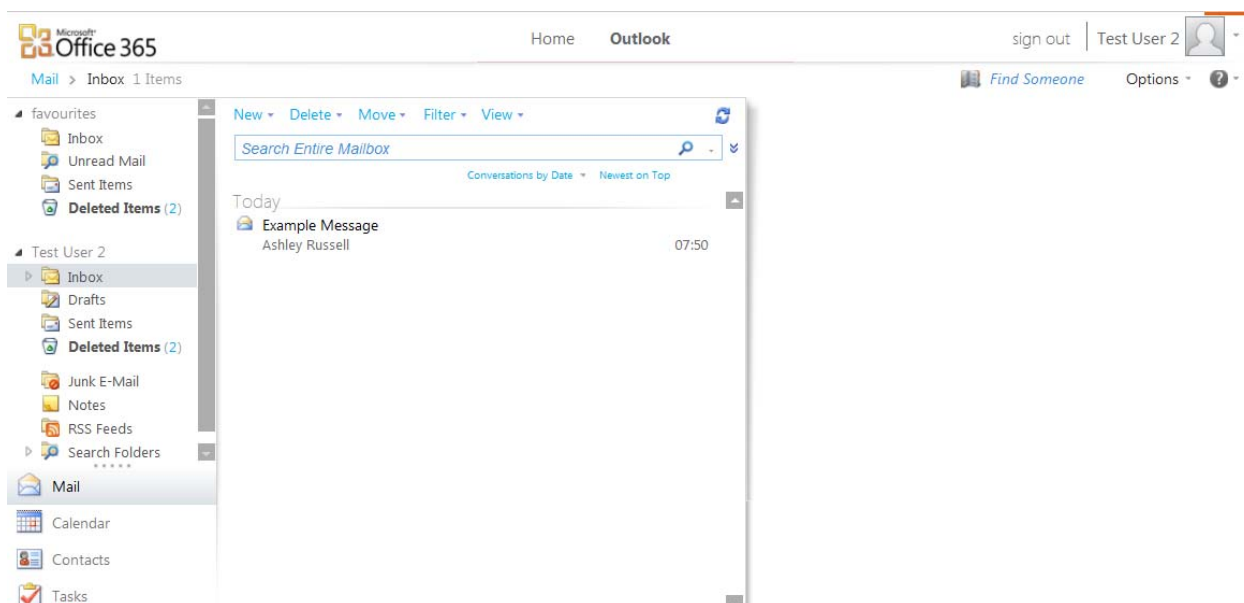 Microsoft®
Office 365
Home Outlook
sign out Test User 2
Mail > Inbox 1 Items
Find Someone Options ?
favourites
Inbox
Unread Mail
Sent Items
Deleted Items (2)
Test User 2
Inbox
Drafts
Sent Items
Deleted Items (2)
Junk E-Mail
Notes
RSS Feeds
Search Folders
Mail
Calendar
Contacts
Tasks
New Delete Move Filter View
Search Entire Mailbox
Conversations by Date Newest on Top
Today
Example Message
Ashley Russell 07:50